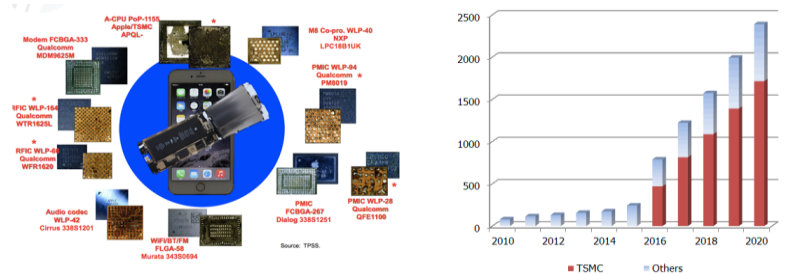 A-CPU PoP-1155
Apple/TSMC
APQL-
*
M8 Co-pro. WLP-40
NXP
LPC18B1UK
Modem FCBGA-333
Qualcomm
MDM9625M
PMIC WLP-94
Qualcomm *
PM8019
*
RFIC WLP-164
Qualcomm
WTR1625L
*
RFIC WLP-60
Qualcomm
WFR1620
Audio codec
WLP-42
Cirrus 338S1201
WiFi/BT/FM
FLGA-58
Murata 343S0694
PMIC
FCBGA-267
Dialog 338S1251
PMIC WLP-25
Qualcomm *
QFE1100
Source: TPSS.
2500
2000
1500
1000
500
0
2010 2012 2014 2016 2018 2020
TSMC Others